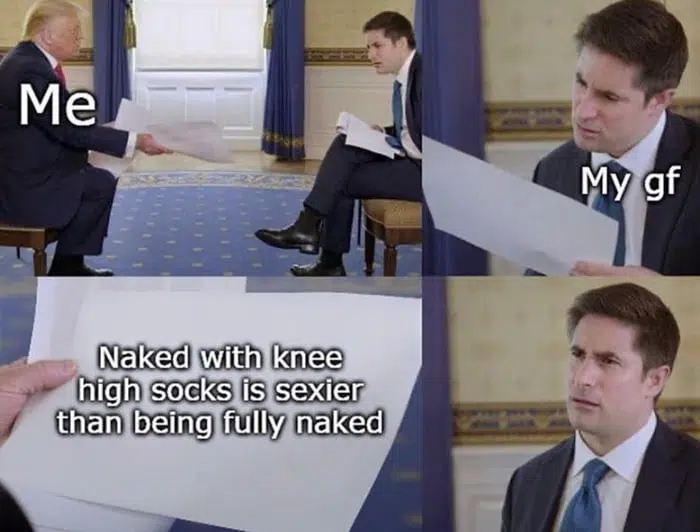 Me
My gf
Naked with knee
high socks is sexier
than being fully naked